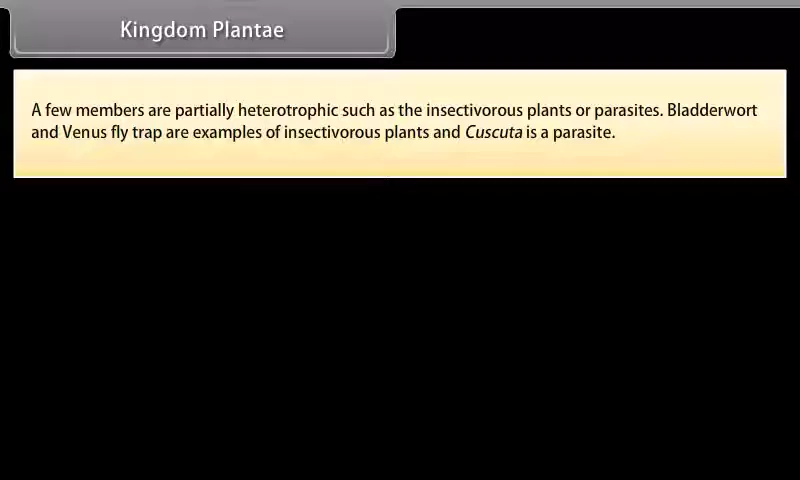 Kingdom Plantae
A few members are partially heterotrophic such as the insectivorous plants or parasites. Bladderwort
and Venus fly trap are examples of insectivorous plants and Cuscuta is a parasite.